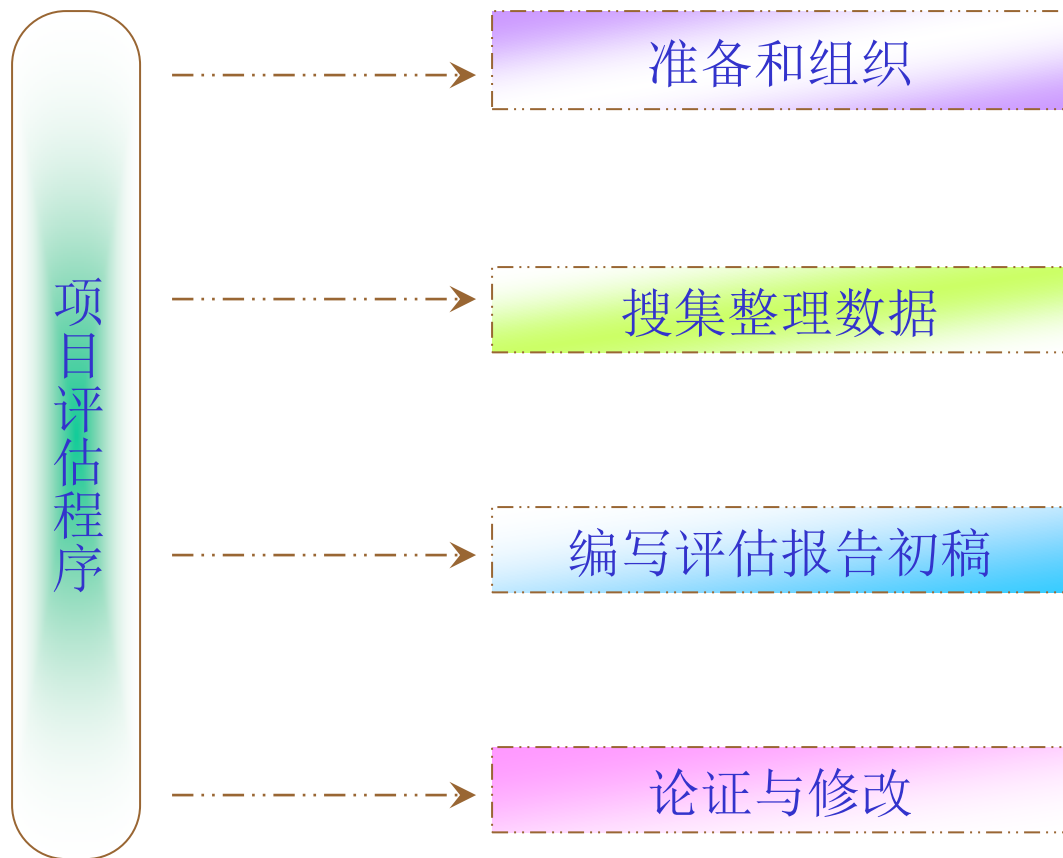 项目评估程序
准备和组织
搜集整理数据
编写评估报告初稿
论证与修改